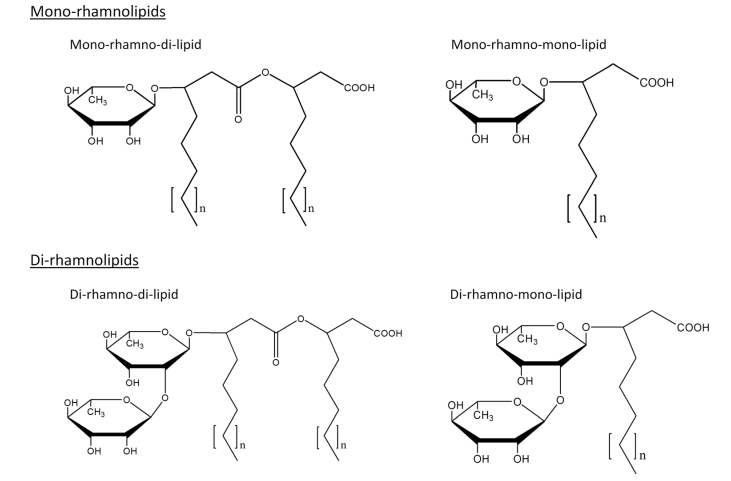 Mono-rhamnolipids
Mono-rhamno-di-lipid
Mono-rhamno-mono-lipid
OH O O O COOH
CH3
O
OH OH
n n
OH O O COOH
CH3
OH OH
n
Di-rhamnolipids
Di-rhamno-di-lipid
Di-rhamno-mono-lipid
OH O O O COOH
CH3
O
OH
O
OH O
CH3
OH OH
n n
OH O O COOH
CH3
OH
O
OH O
CH3
OH OH
n